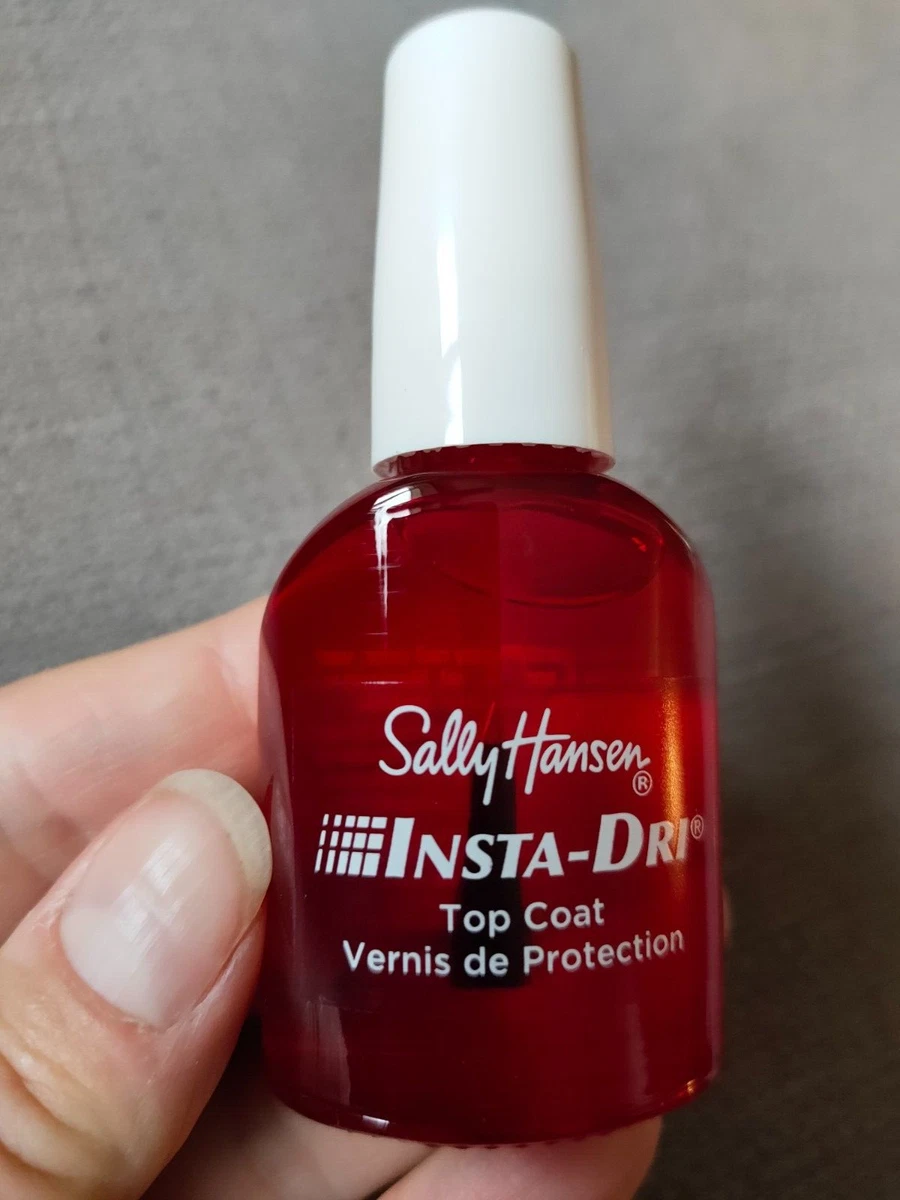 Sally Hansen®
INSTA-DRI®
Top Coat
Vernis de Protection